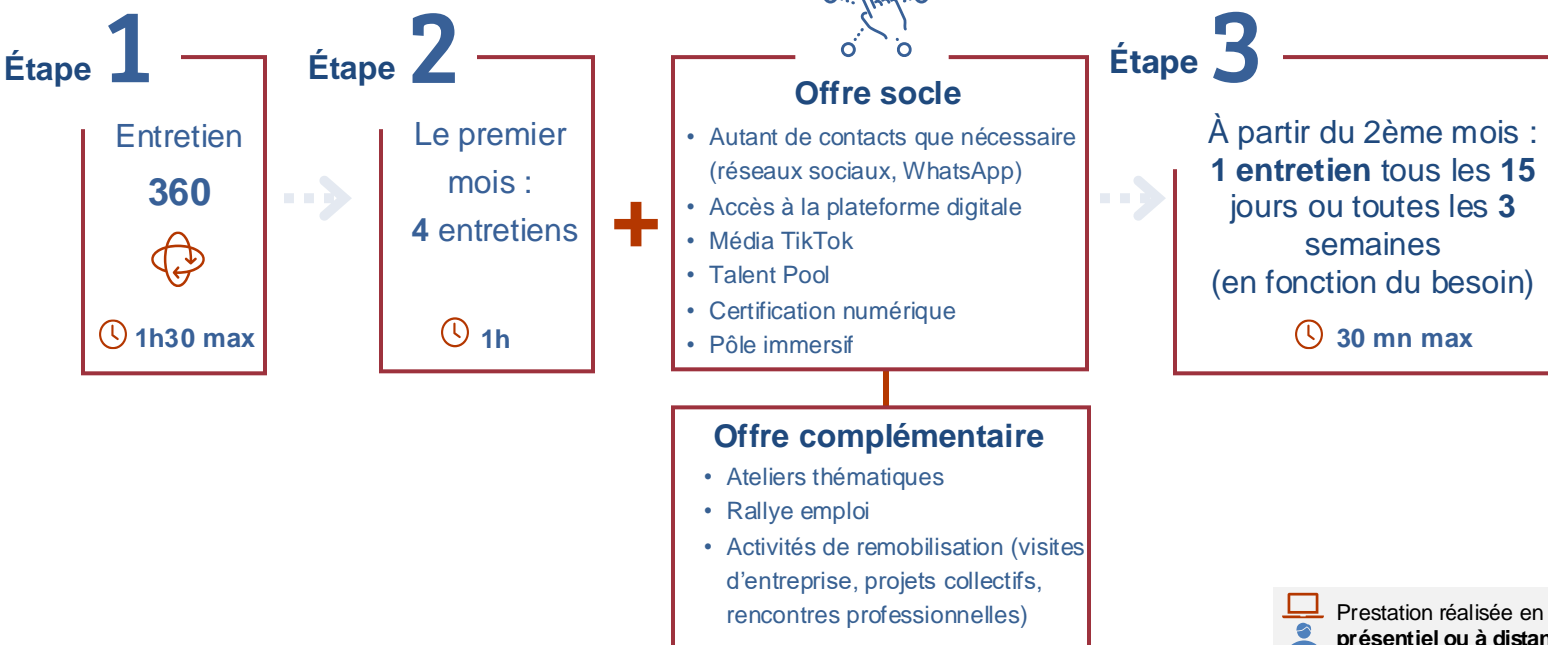 Étape 1
Entretien
360
1h30 max
Étape 2
Le premier
mois :
4 entretiens
1h
+
Offre socle
• Autant de contacts que nécessaire
(réseaux sociaux, WhatsApp)
• Accès à la plateforme digitale
• Média TikTok
• Talent Pool
• Certification numérique
• Pôle immersif
Offre complémentaire
• Ateliers thématiques
• Rallye emploi
• Activités de remobilisation (visites
d’entreprise, projets collectifs,
rencontres professionnelles)
Étape 3
À partir du 2ème mois :
1 entretien tous les 15
jours ou toutes les 3
semaines
(en fonction du besoin)
30 mn max
Prestation réalisée en
présentiel ou à distan